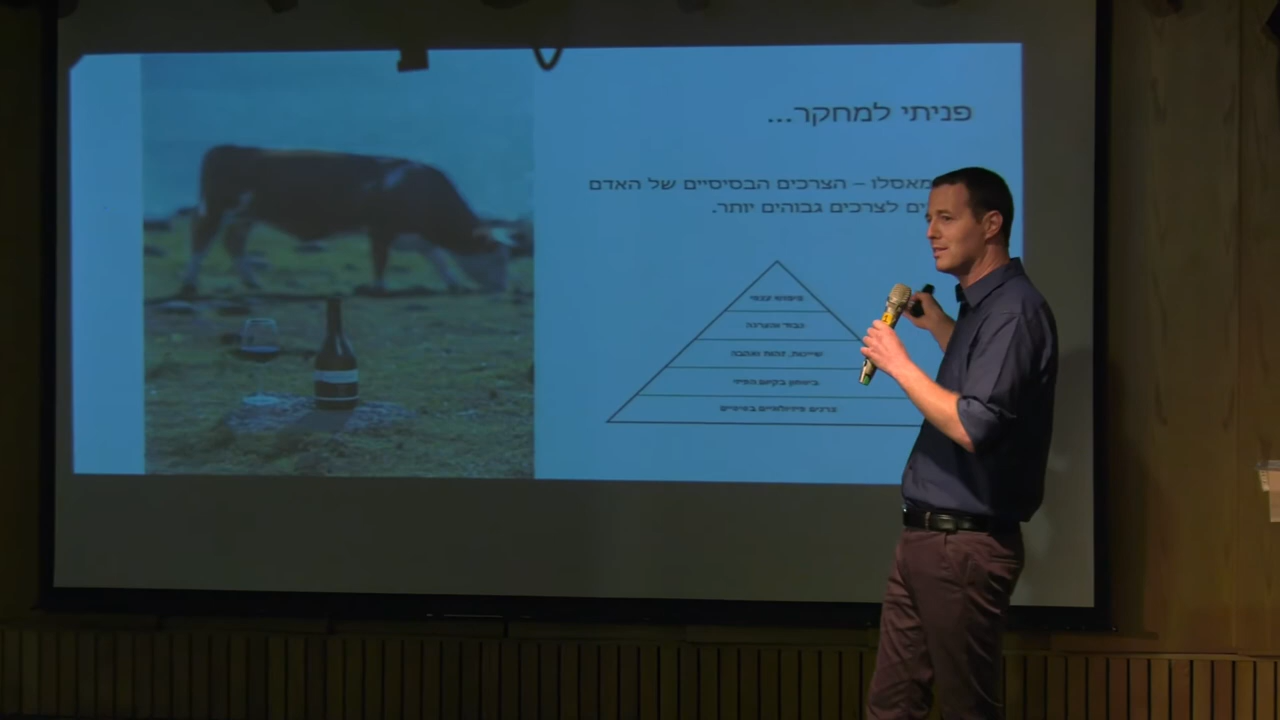 פניתי למחקר...
מאסלו – הצרכים הבסיסיים של האדם
לצרכים גבוהים יותר.
מימוש עצמי
כבוד והערכה
שייכות, זהות ואהבה
ביטחון בקיום הפיזי
צרכים פיזיולוגיים בסיסיים